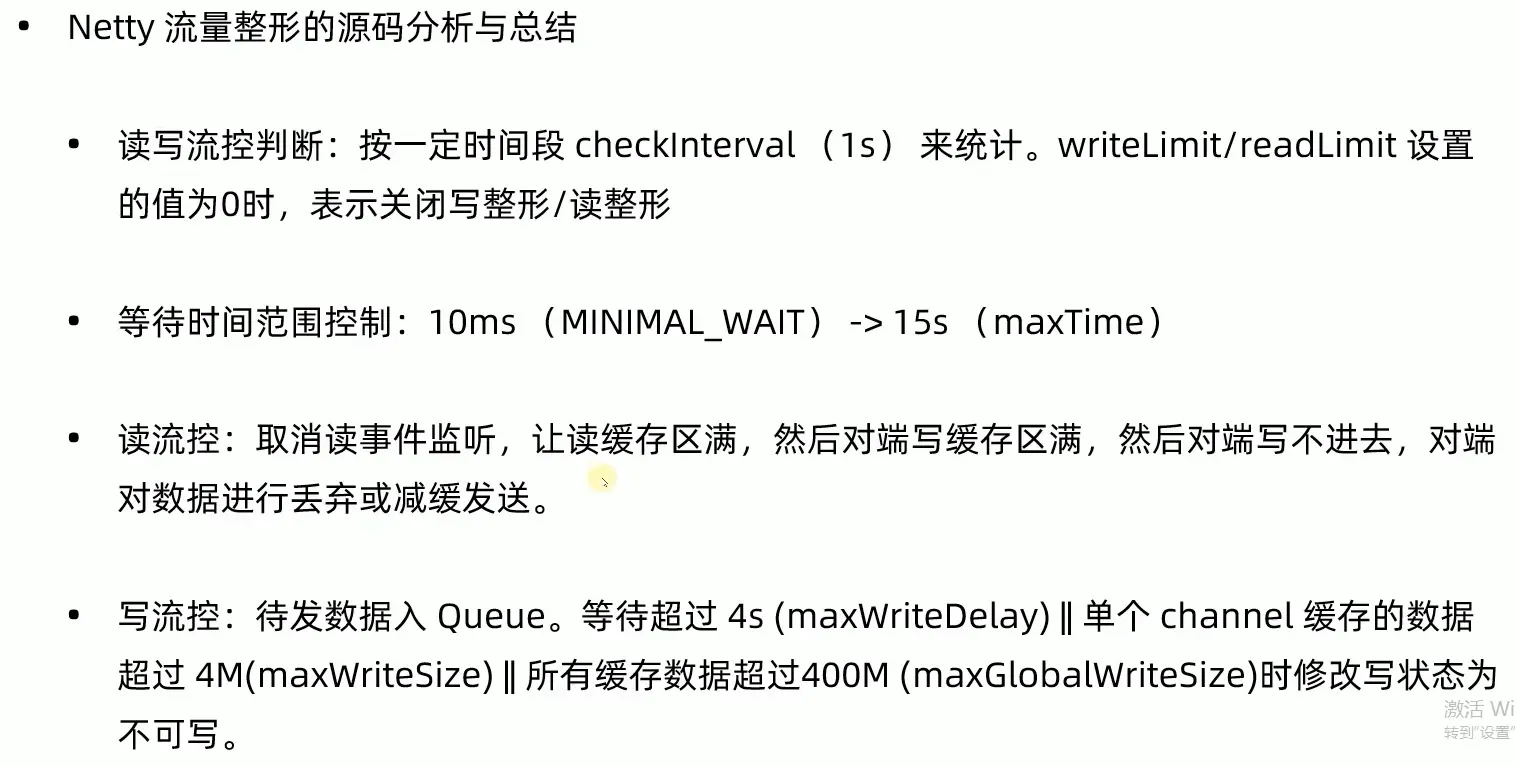 • Netty 流量整形的源码分析与总结
• 读写流控判断：按一定时间段 checkInterval （1s） 来统计。writeLimit/readLimit 设置
的值为0时，表示关闭写整形/读整形
• 等待时间范围控制：10ms （MINIMAL_WAIT） -> 15s （maxTime）
• 读流控：取消读事件监听，让读缓存区满，然后对端写缓存区满，然后对端写不进去，对端
对数据进行丢弃或减缓发送。
• 写流控：待发数据入 Queue。等待超过 4s (maxWriteDelay) || 单个 channel 缓存的数据
超过 4M(maxWriteSize) || 所有缓存数据超过400M (maxGlobalWriteSize)时修改写状态为
不可写。
激活 Wi
转到"设置"